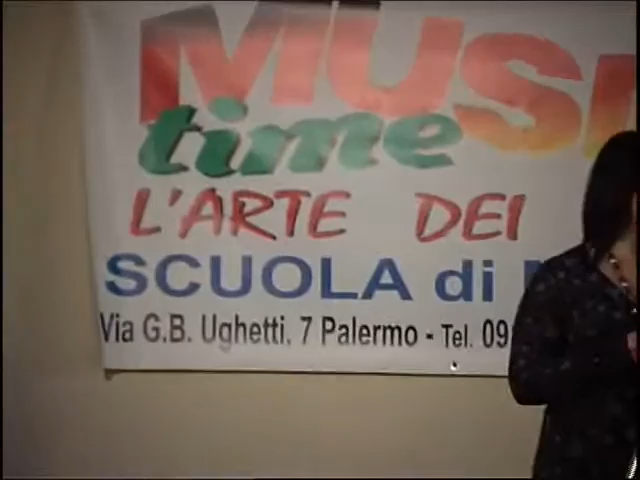 MUSI
time
L'ARTE DEI
SCUOLA di
Via G.B. Ughetti, 7 Palermo - Tel. 09